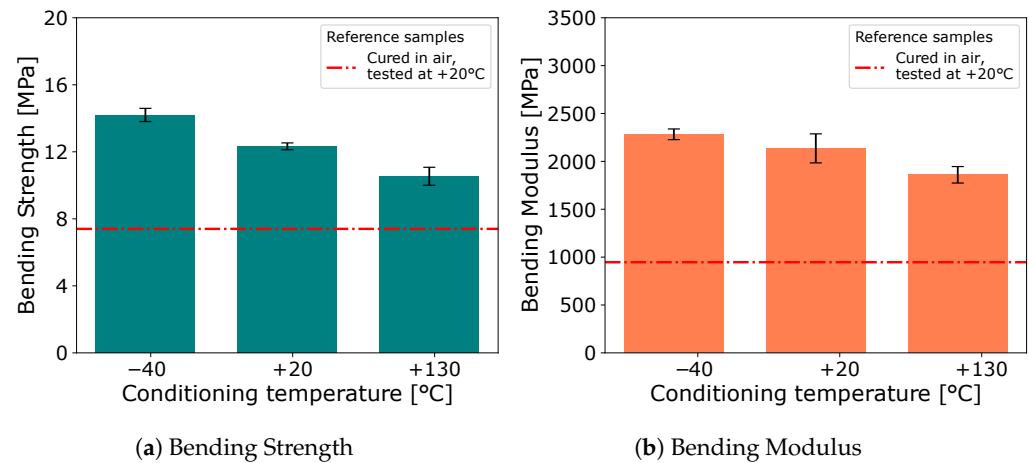 Bending Strength [MPa]
20
16
12
8
4
0
Reference samples
Cured in air,
tested at +20°C
−40
+20
+130
Conditioning temperature [°C]
(a) Bending Strength
Bending Modulus [MPa]
3500
3000
2500
2000
1500
1000
500
0
Reference samples
Cured in air,
tested at +20°C
−40
+20
+130
Conditioning temperature [°C]
(b) Bending Modulus